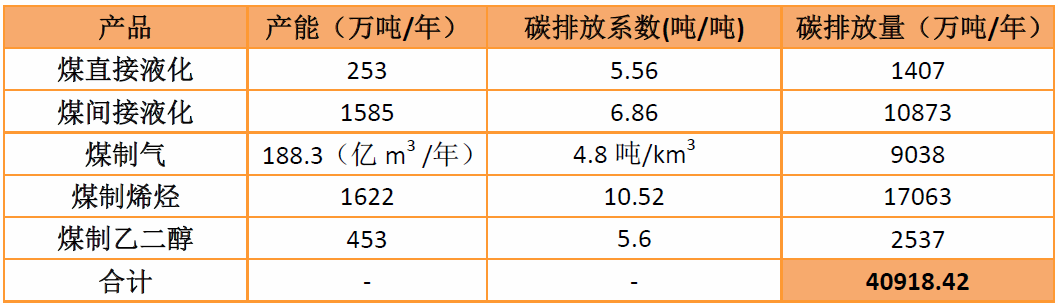 产品 产能（万吨/年） 碳排放系数(吨/吨) 碳排放量（万吨/年）
煤直接液化 253 5.56 1407
煤间接液化 1585 6.86 10873
煤制气 188.3（亿 m³ /年） 4.8 吨/km³ 9038
煤制烯烃 1622 10.52 17063
煤制乙二醇 453 5.6 2537
合计 - - 40918.42